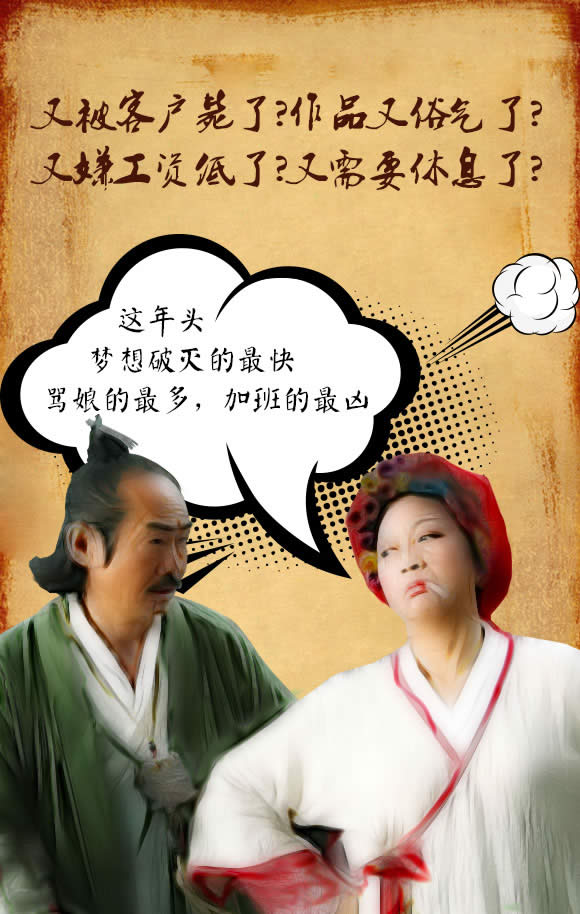 又被客户毙了?作品又俗气了?
又嫌工资低了?又需要休息了?
这年头
梦想破灭的最快
骂娘的最多，加班的最凶